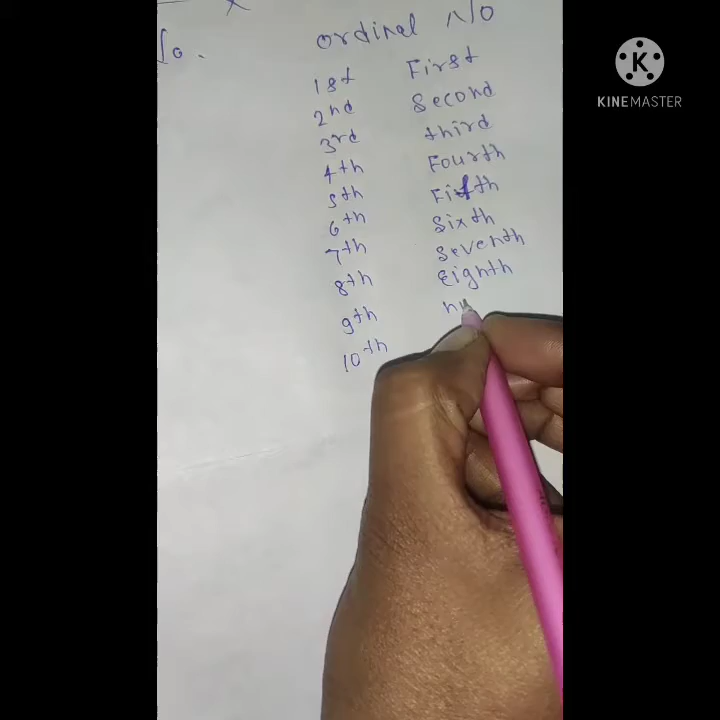 ordinal No
1st First
2nd Second
3rd third
4th Fourth
5th Fifth
6th Sixth
7th Seventh
8th Eighth
9th
10th
KINEMASTER